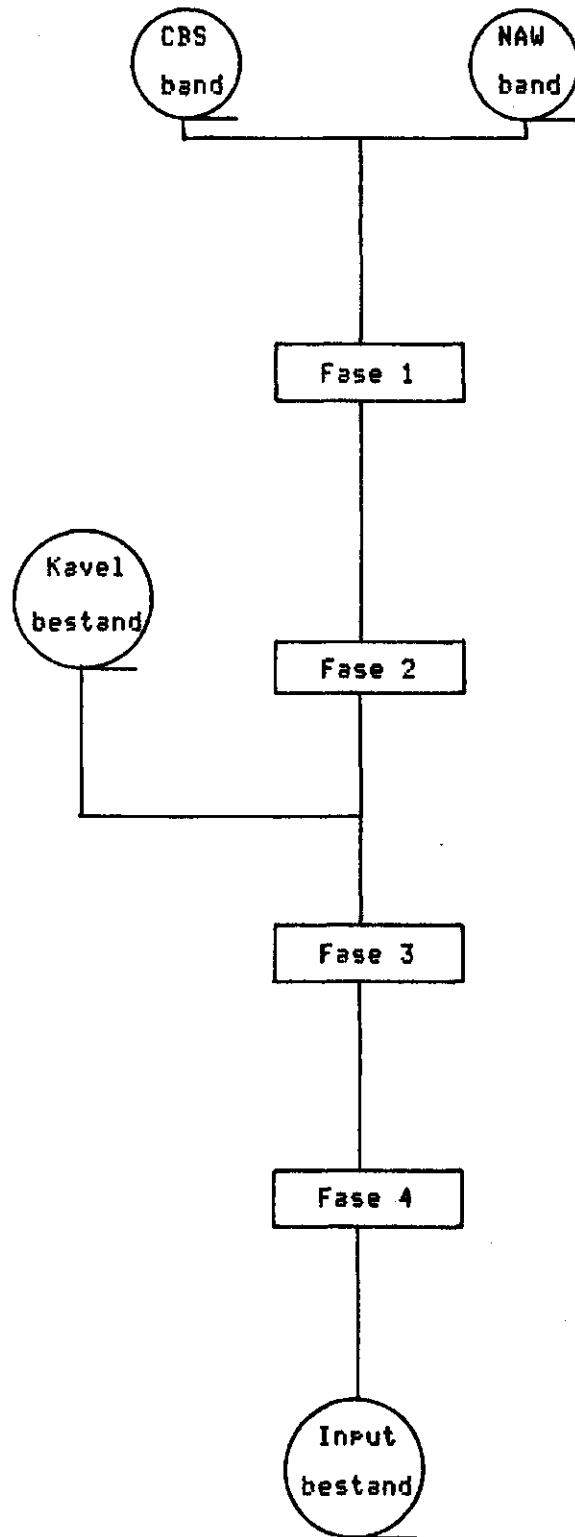 CBS
band
NAW
band
Fase 1
Kavel
bestand
Fase 2
Fase 3
Fase 4
Input
bestand